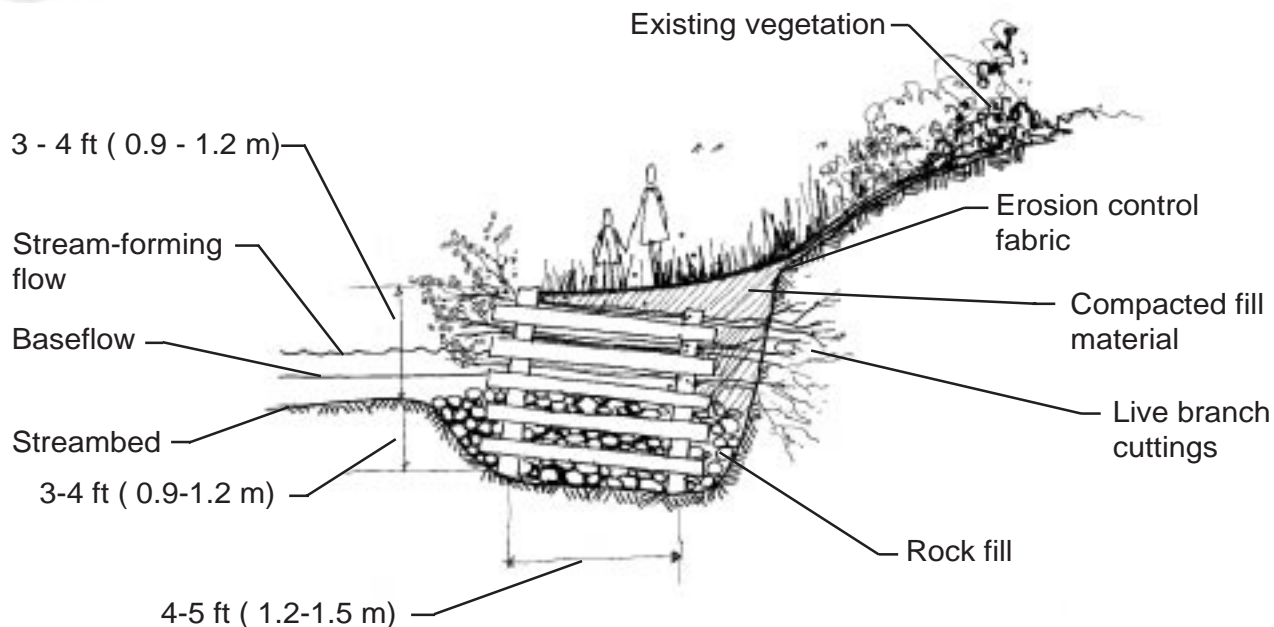 Existing vegetation
3 - 4 ft ( 0.9 - 1.2 m)
Stream-forming
flow
Baseflow
Streambed
3-4 ft ( 0.9-1.2 m)
4-5 ft ( 1.2-1.5 m)
Erosion control
fabric
Compacted fill
material
Live branch
cuttings
Rock fill